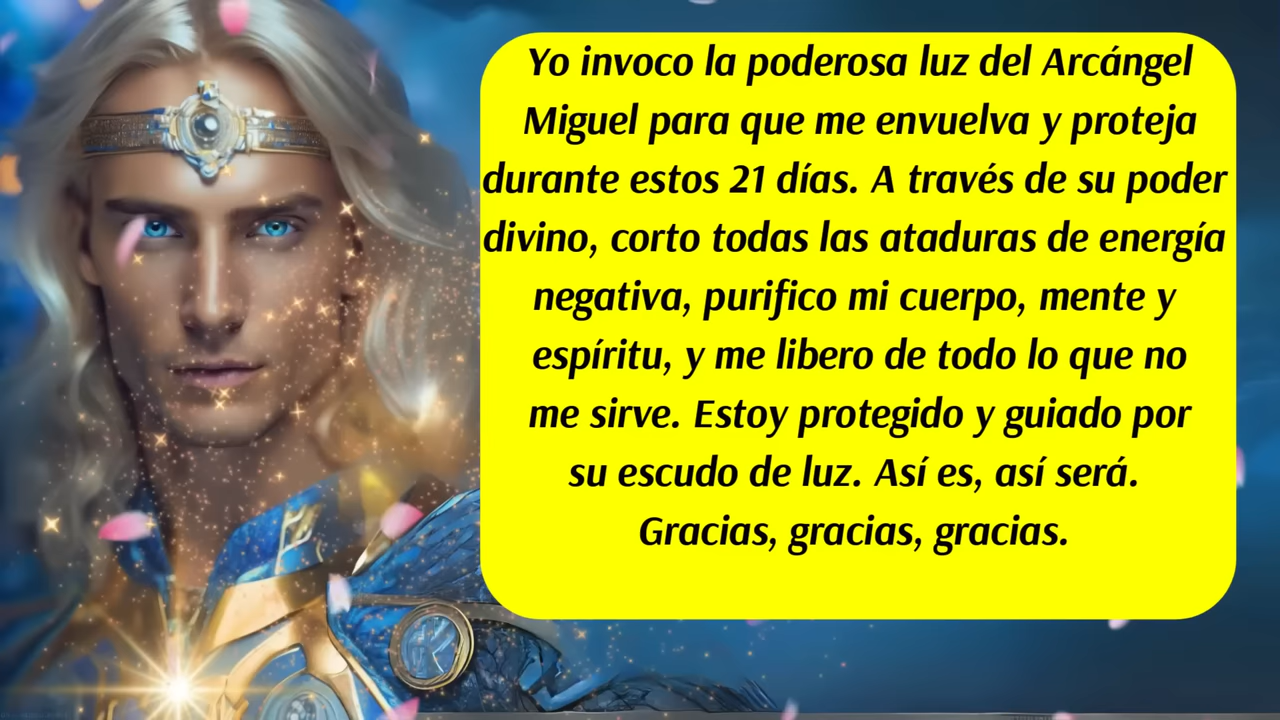 Yo invoco la poderosa luz del Arcángel
Miguel para que me envuelva y proteja
durante estos 21 días. A través de su poder
divino, corto todas las ataduras de energía
negativa, purifico mi cuerpo, mente y
espíritu, y me libero de todo lo que no
me sirve. Estoy protegido y guiado por
su escudo de luz. Así es, así será.
Gracias, gracias, gracias.